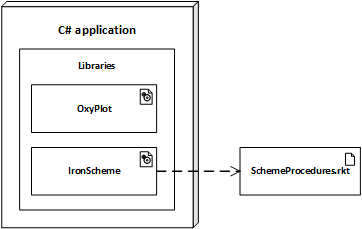 C# application
Libraries
OxyPlot
IronScheme
SchemeProcedures.rkt